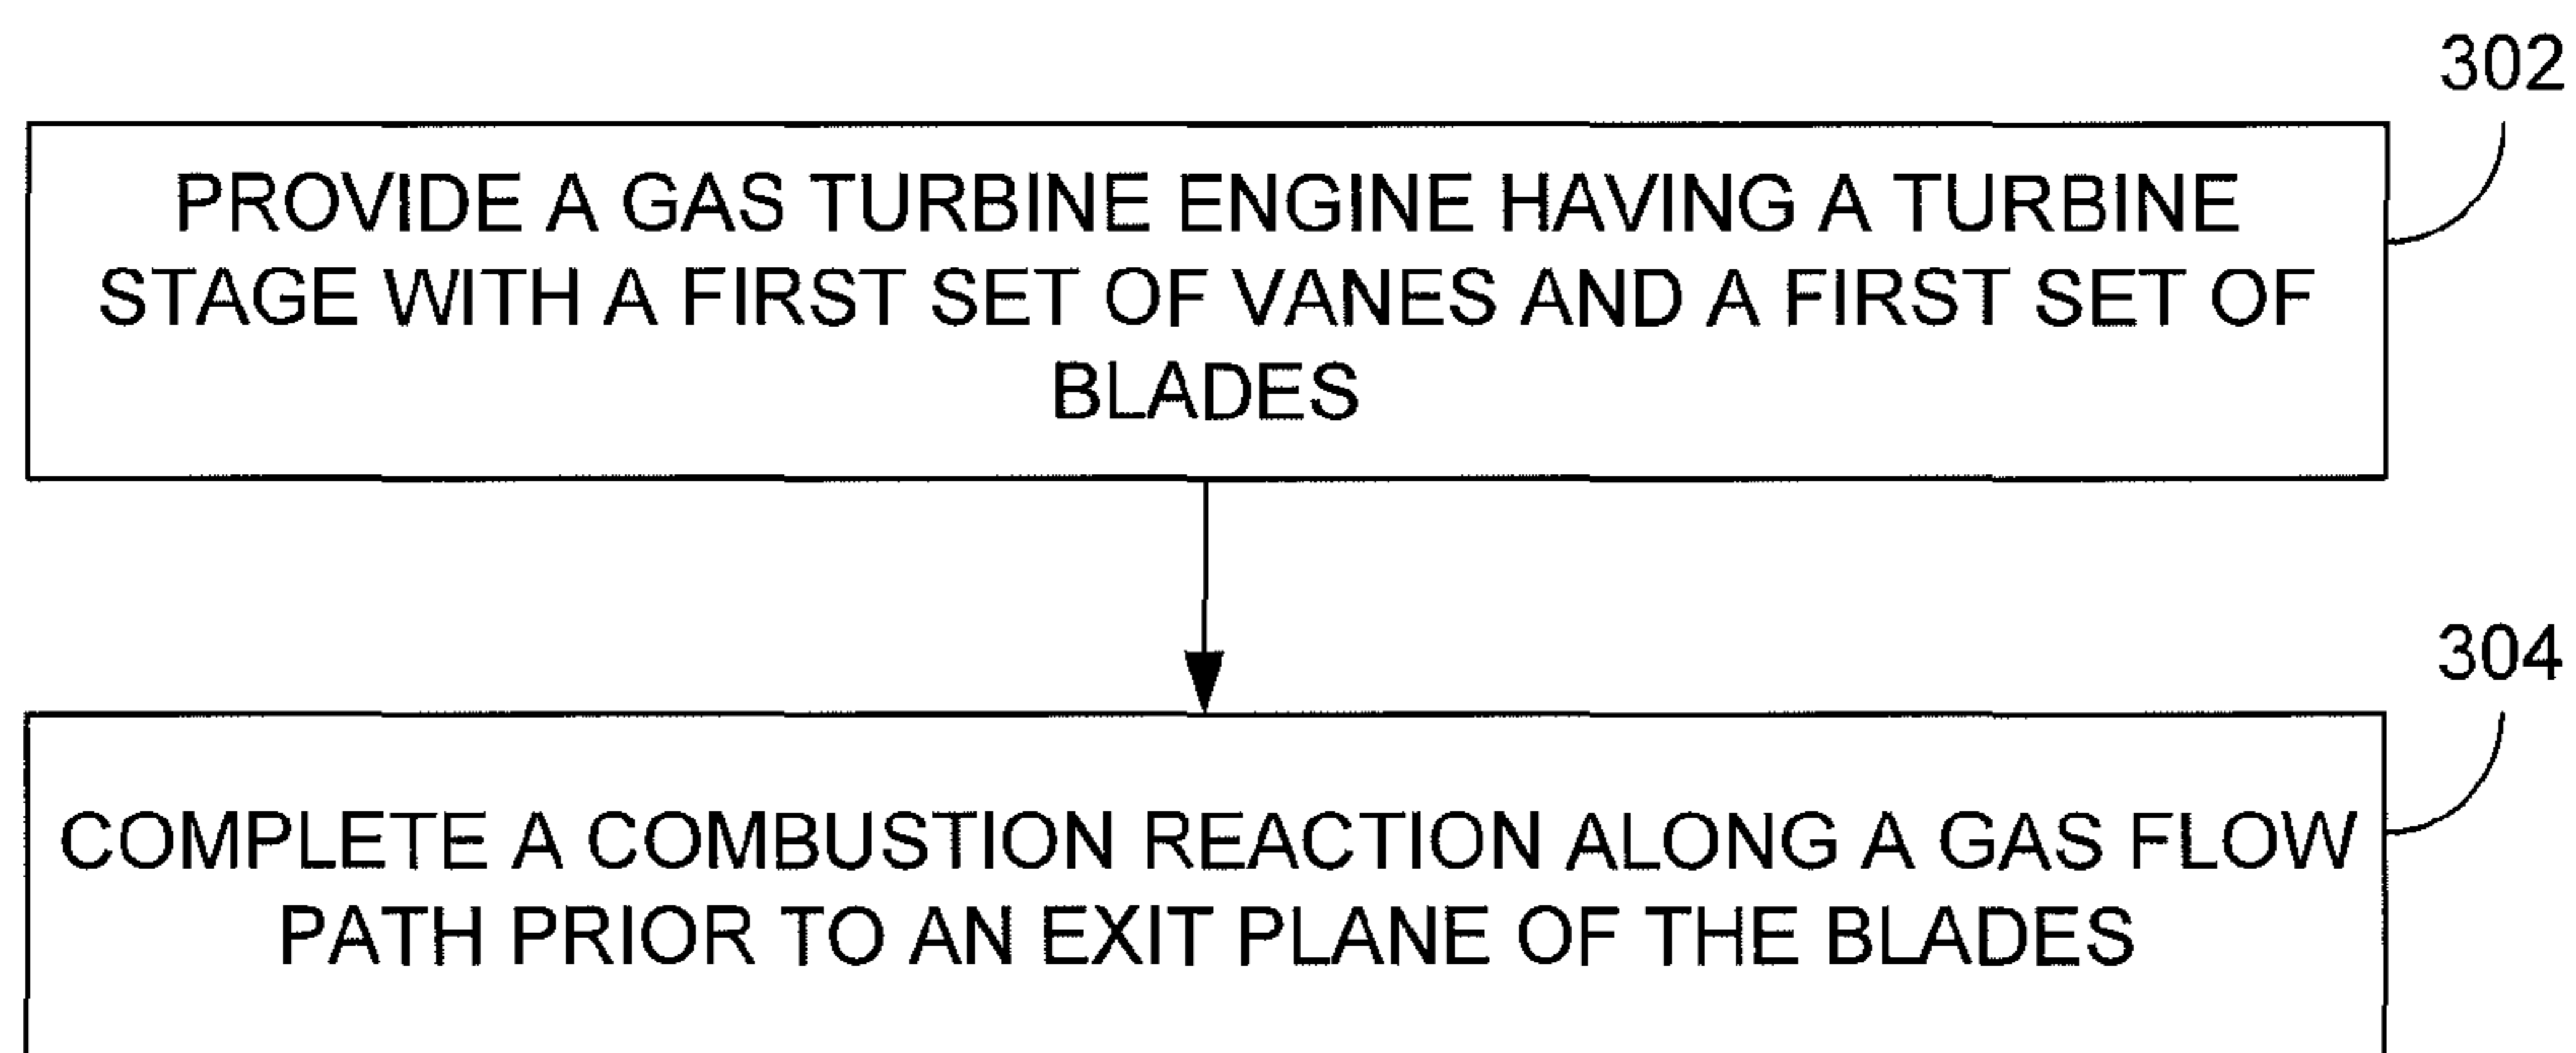 302
PROVIDE A GAS TURBINE ENGINE HAVING A TURBINE
STAGE WITH A FIRST SET OF VANES AND A FIRST SET OF
BLADES
304
COMPLETE A COMBUSTION REACTION ALONG A GAS FLOW
PATH PRIOR TO AN EXIT PLANE OF THE BLADES